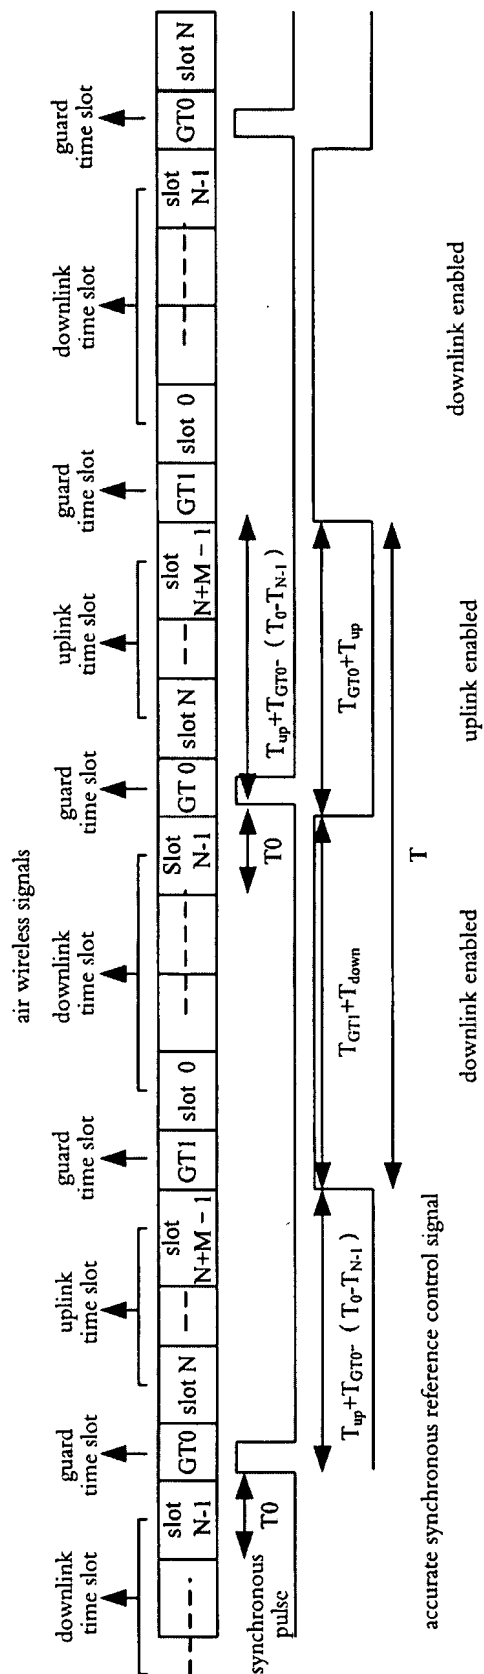 air wireless signals
downlink
time slot
guard
time slot
uplink
time slot
guard
time slot
downlink
time slot
guard
time slot
uplink
time slot
guard
time slot
downlink
time slot
guard
time slot
slot
N-1
GT0
slot N
slot
N+M-1
GT1
slot 0
Slot
N-1
GT0
slot N
slot
N+M-1
GT1
slot 0
slot
N-1
GT0
slot N
synchronous
pulse
T0
T0
Tup+TGT0-(T0-TN-1)
Tup+TGT0-(T0-TN-1)
TGT1+Tdown
TGT0+Tup
T
accurate synchronous reference control signal
downlink enabled
uplink enabled
downlink enabled